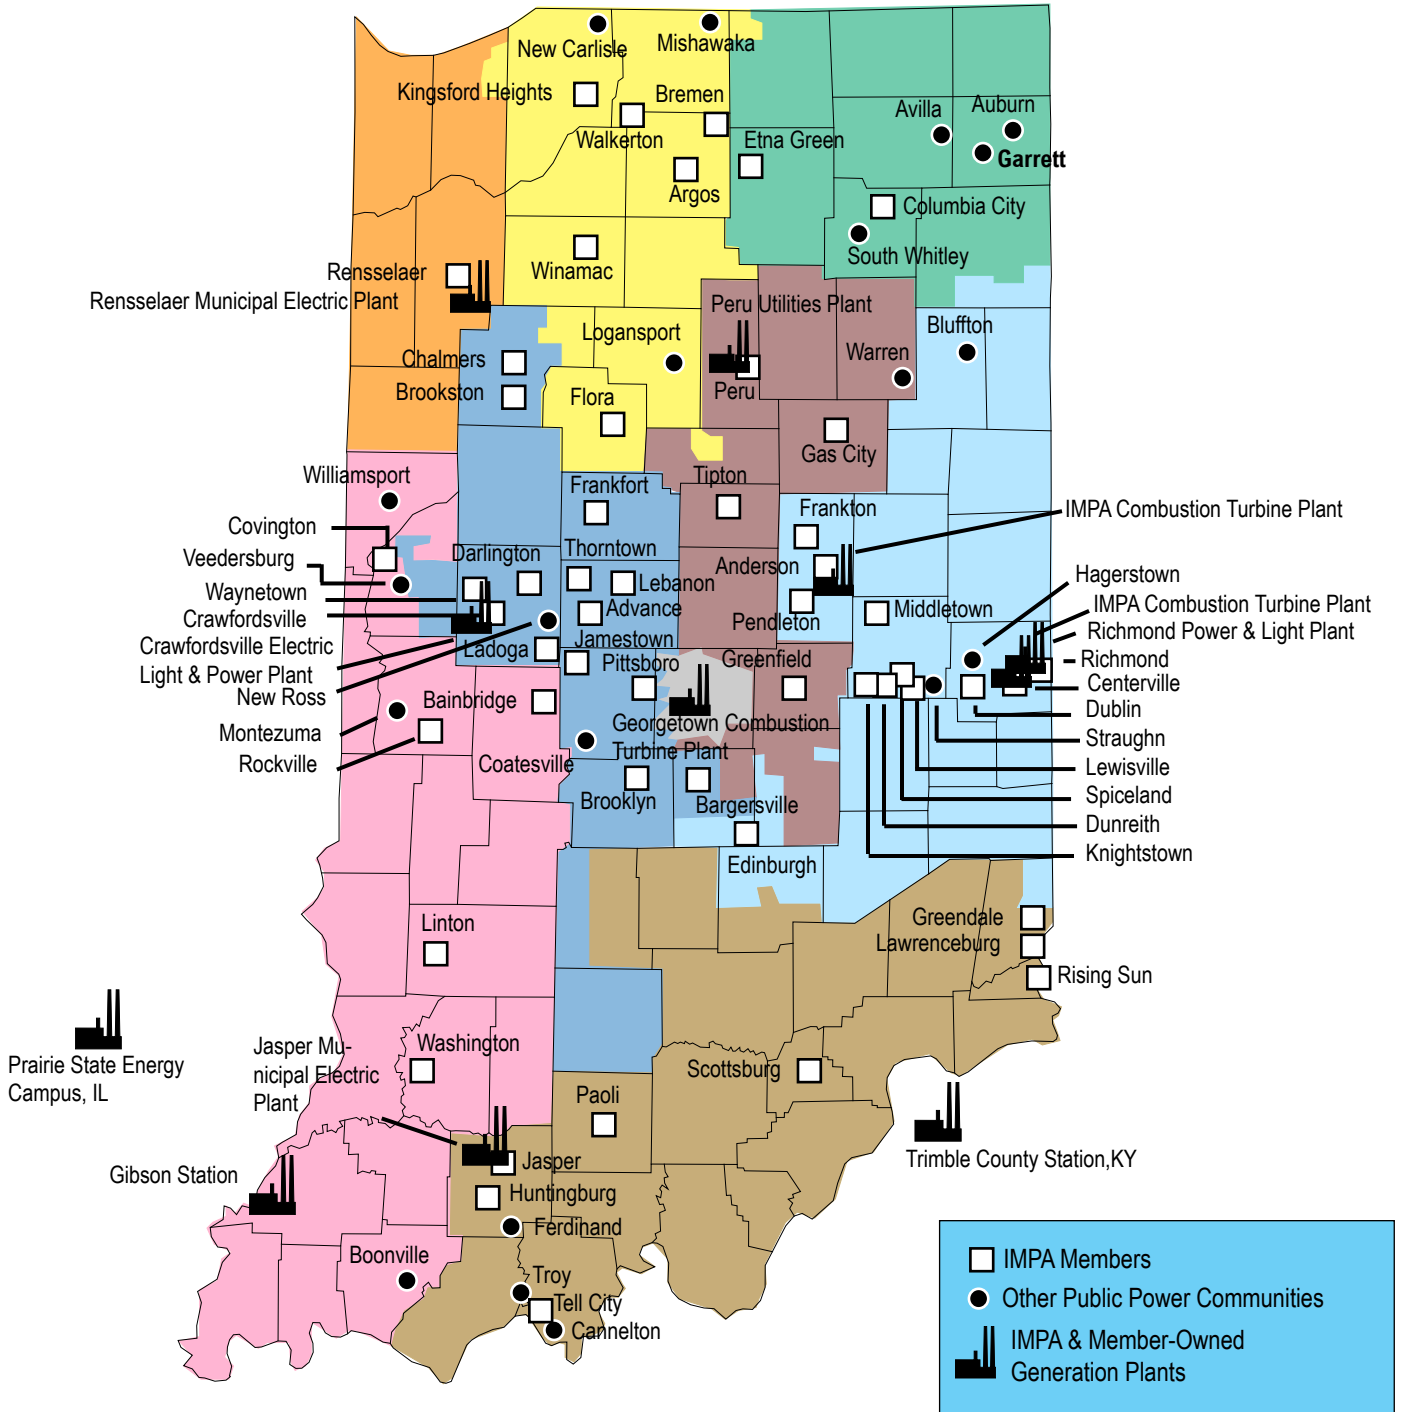 New Carlisle
Mishawaka
Kingsford Heights
Bremen
Avilla
Auburn
Walkerton
Etna Green
Garrett
Argos
Columbia City
South Whitley
Winamac
Rensselaer
Rensselaer Municipal Electric Plant
Peru Utilities Plant
Logansport
Bluffton
Chalmers
Warren
Brookston
Peru
Flora
Gas City
Williamsport
Tipton
Frankfort
Frankton
IMPA Combustion Turbine Plant
Covington
Veedersburg
Darlington
Thorntown
Anderson
Hagerstown
Waynetown
Lebanon
Crawfordsville
Advance
Pendleton
Middletown
IMPA Combustion Turbine Plant
Crawfordsville Electric
Light & Power Plant
Ladoga
Jamestown
Richmond Power & Light Plant
Pittsboro
Greenfield
Richmond
New Ross
Bainbridge
Centerville
Georgetown Combustion
Turbine Plant
Dublin
Montezuma
Straughn
Rockville
Coatesville
Lewisville
Brooklyn
Bargersville
Spiceland
Dunreith
Edinburgh
Knightstown
Linton
Greendale
Lawrenceburg
Rising Sun
Prairie State Energy
Campus, IL
Jasper Mu-
nicipal Electric
Plant
Washington
Scottsburg
Paoli
Trimble County Station,KY
Gibson Station
Jasper
Huntingburg
Ferdinand
Boonville
Troy
Tell City
Cannelton
IMPA Members
Other Public Power Communities
IMPA & Member-Owned
Generation Plants